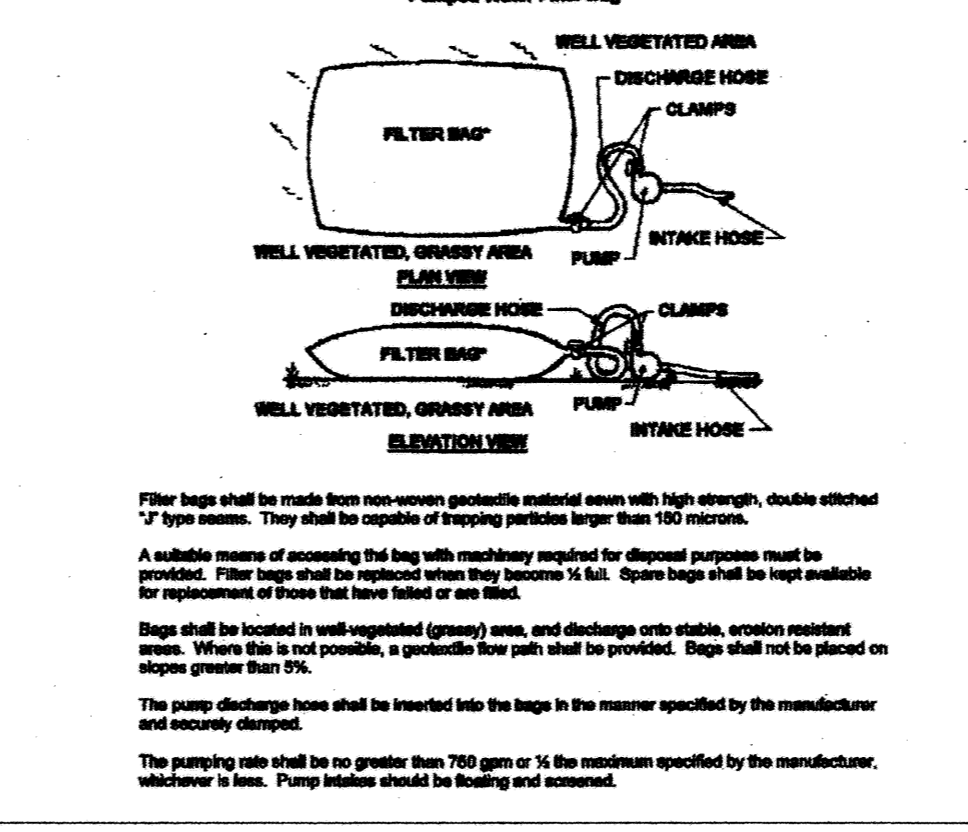 WELL VEGETATED AREA
DISCHARGE HOSE
CLAMPS
FILTER BAG*
INTAKE HOSE
WELL VEGETATED, GRASSY AREA
PUMP
PLAN VIEW
DISCHARGE HOSE
CLAMPS
FILTER BAG*
WELL VEGETATED, GRASSY AREA
PUMP
INTAKE HOSE
ELEVATION VIEW
Filter bags shall be made from non-woven geotextile material sewn with high strength, double stitched
"J" type seams. They shall be capable of trapping particles larger than 150 microns.
A suitable means of accessing the bag with machinery required for disposal purposes must be
provided. Filter bags shall be replaced when they become ½ full. Spare bags shall be kept available
for replacement of those that have failed or are filled.
Bags shall be located in well-vegetated (grassy) area, and discharge onto stable, erosion resistant
areas. Where this is not possible, a geotextile flow path shall be provided. Bags shall not be placed on
slopes greater than 5%.
The pump discharge hose shall be inserted into the bags in the manner specified by the manufacturer
and securely clamped.
The pumping rate shall be no greater than 750 gpm or ½ the maximum specified by the manufacturer,
whichever is less. Pump intakes should be floating and screened.